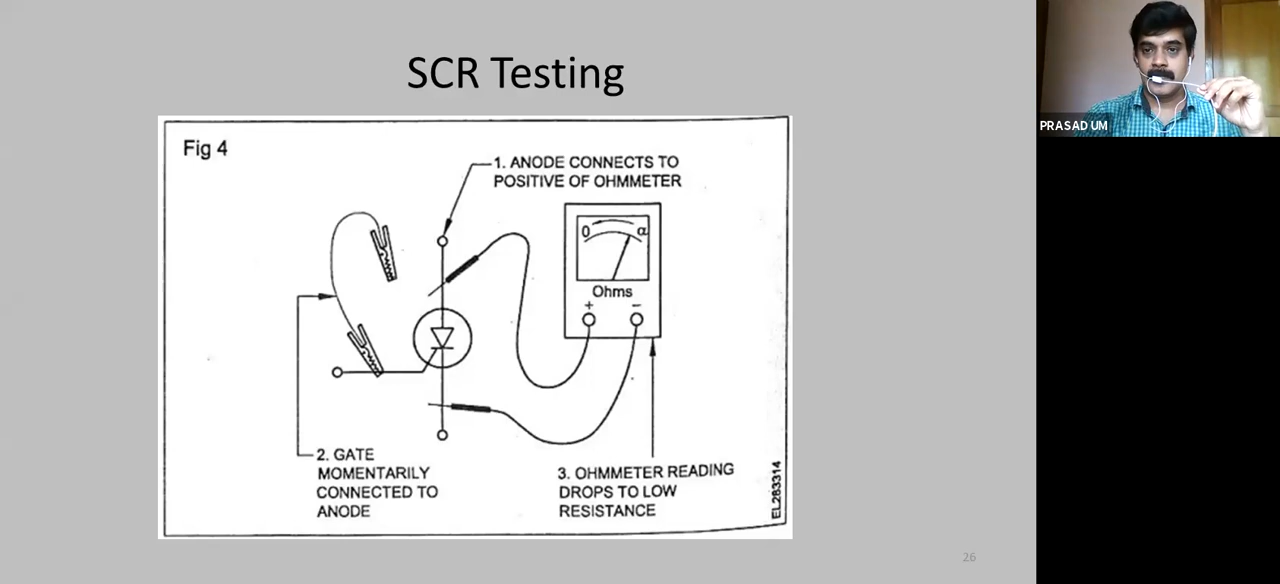 SCR Testing
Fig 4
1. ANODE CONNECTS TO
POSITIVE OF OHMMETER
0 α
Ohms
+ −
2. GATE
MOMENTARILY
CONNECTED TO
ANODE
3. OHMMETER READING
DROPS TO LOW
RESISTANCE
EL283314
26
PRASAD UM